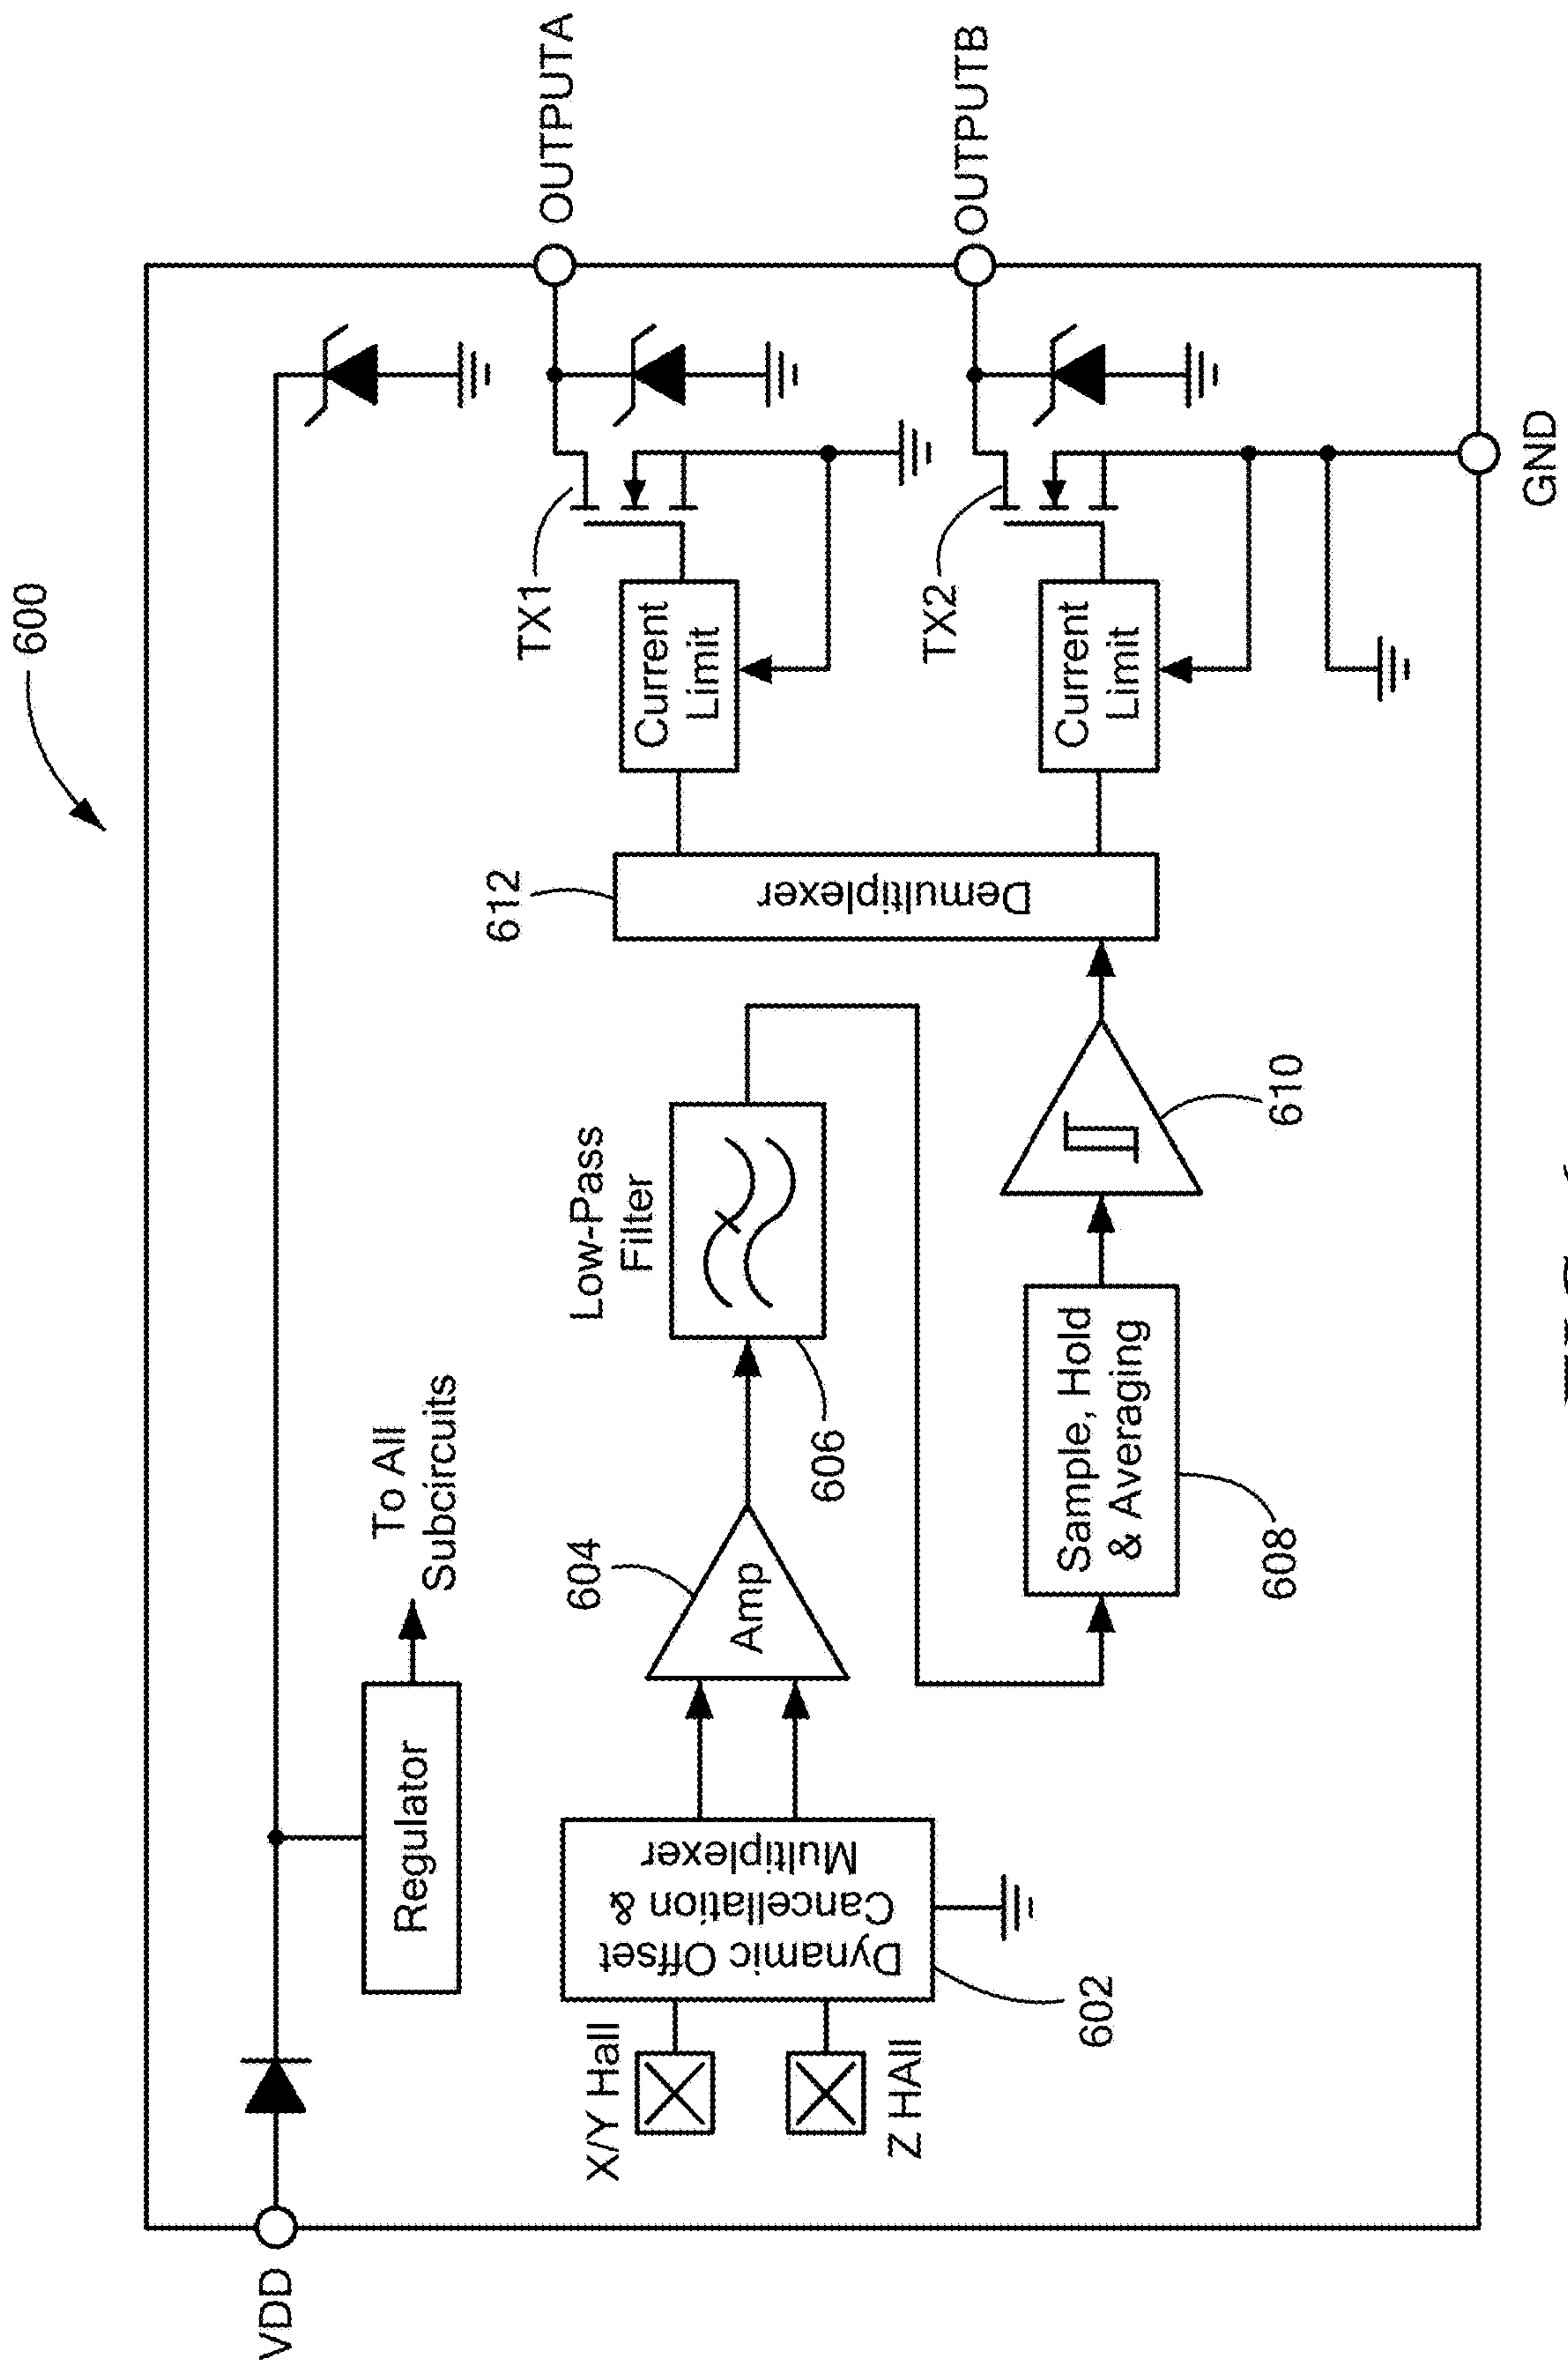 600
VDD
Regulator
To All
Subcircuits
X/Y Hall
Z HAll
Dynamic Offset
Cancellation &
Multiplexer
602
Amp
604
Low-Pass
Filter
606
Sample, Hold
& Averaging
608
610
Demultiplexer
612
Current
Limit
TX1
OUTPUTA
Current
Limit
TX2
OUTPUTB
GND